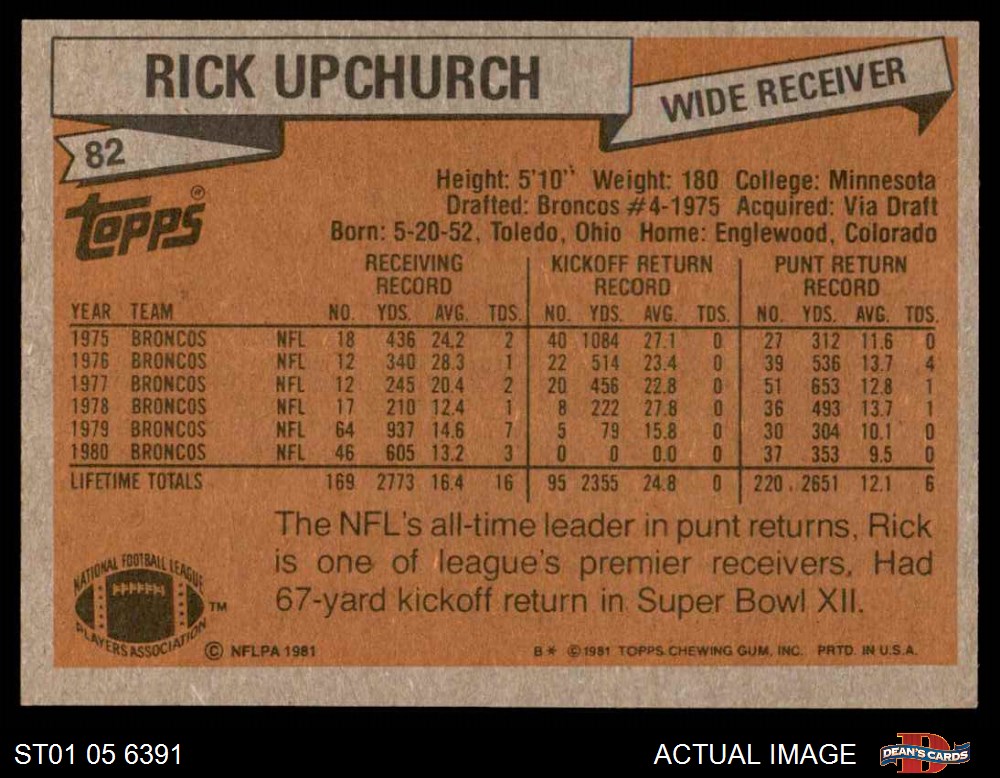 RICK UPCHURCH
WIDE RECEIVER
82
Topps®
Height: 5'10" Weight: 180 College: Minnesota
Drafted: Broncos #4-1975 Acquired: Via Draft
Born: 5-20-52, Toledo, Ohio Home: Englewood, Colorado
RECEIVING RECORD KICKOFF RETURN RECORD PUNT RETURN RECORD
YEAR TEAM NO. YDS. AVG. TDS. NO. YDS. AVG. TDS. NO. YDS. AVG. TDS.
1975 BRONCOS NFL 18 436 24.2 2 40 1084 27.1 0 27 312 11.6 0
1976 BRONCOS NFL 12 340 28.3 1 22 514 23.4 0 39 536 13.7 4
1977 BRONCOS NFL 12 245 20.4 2 20 456 22.8 0 51 653 12.8 1
1978 BRONCOS NFL 17 210 12.4 1 8 222 27.8 0 36 493 13.7 1
1979 BRONCOS NFL 64 937 14.6 7 5 79 15.8 0 30 304 10.1 0
1980 BRONCOS NFL 46 605 13.2 3 0 0 0.0 0 37 353 9.5 0
LIFETIME TOTALS 169 2773 16.4 16 95 2355 24.8 0 220 2651 12.1 6
The NFL's all-time leader in punt returns, Rick
is one of league's premier receivers. Had
67-yard kickoff return in Super Bowl XII.
NATIONAL FOOTBALL LEAGUE
PLAYERS ASSOCIATION
TM
© NFLPA 1981
B* ©1981 TOPPS CHEWING GUM, INC. PRTD. IN U.S.A.
ST01 05 6391
ACTUAL IMAGE
D
DEAN'S CARDS